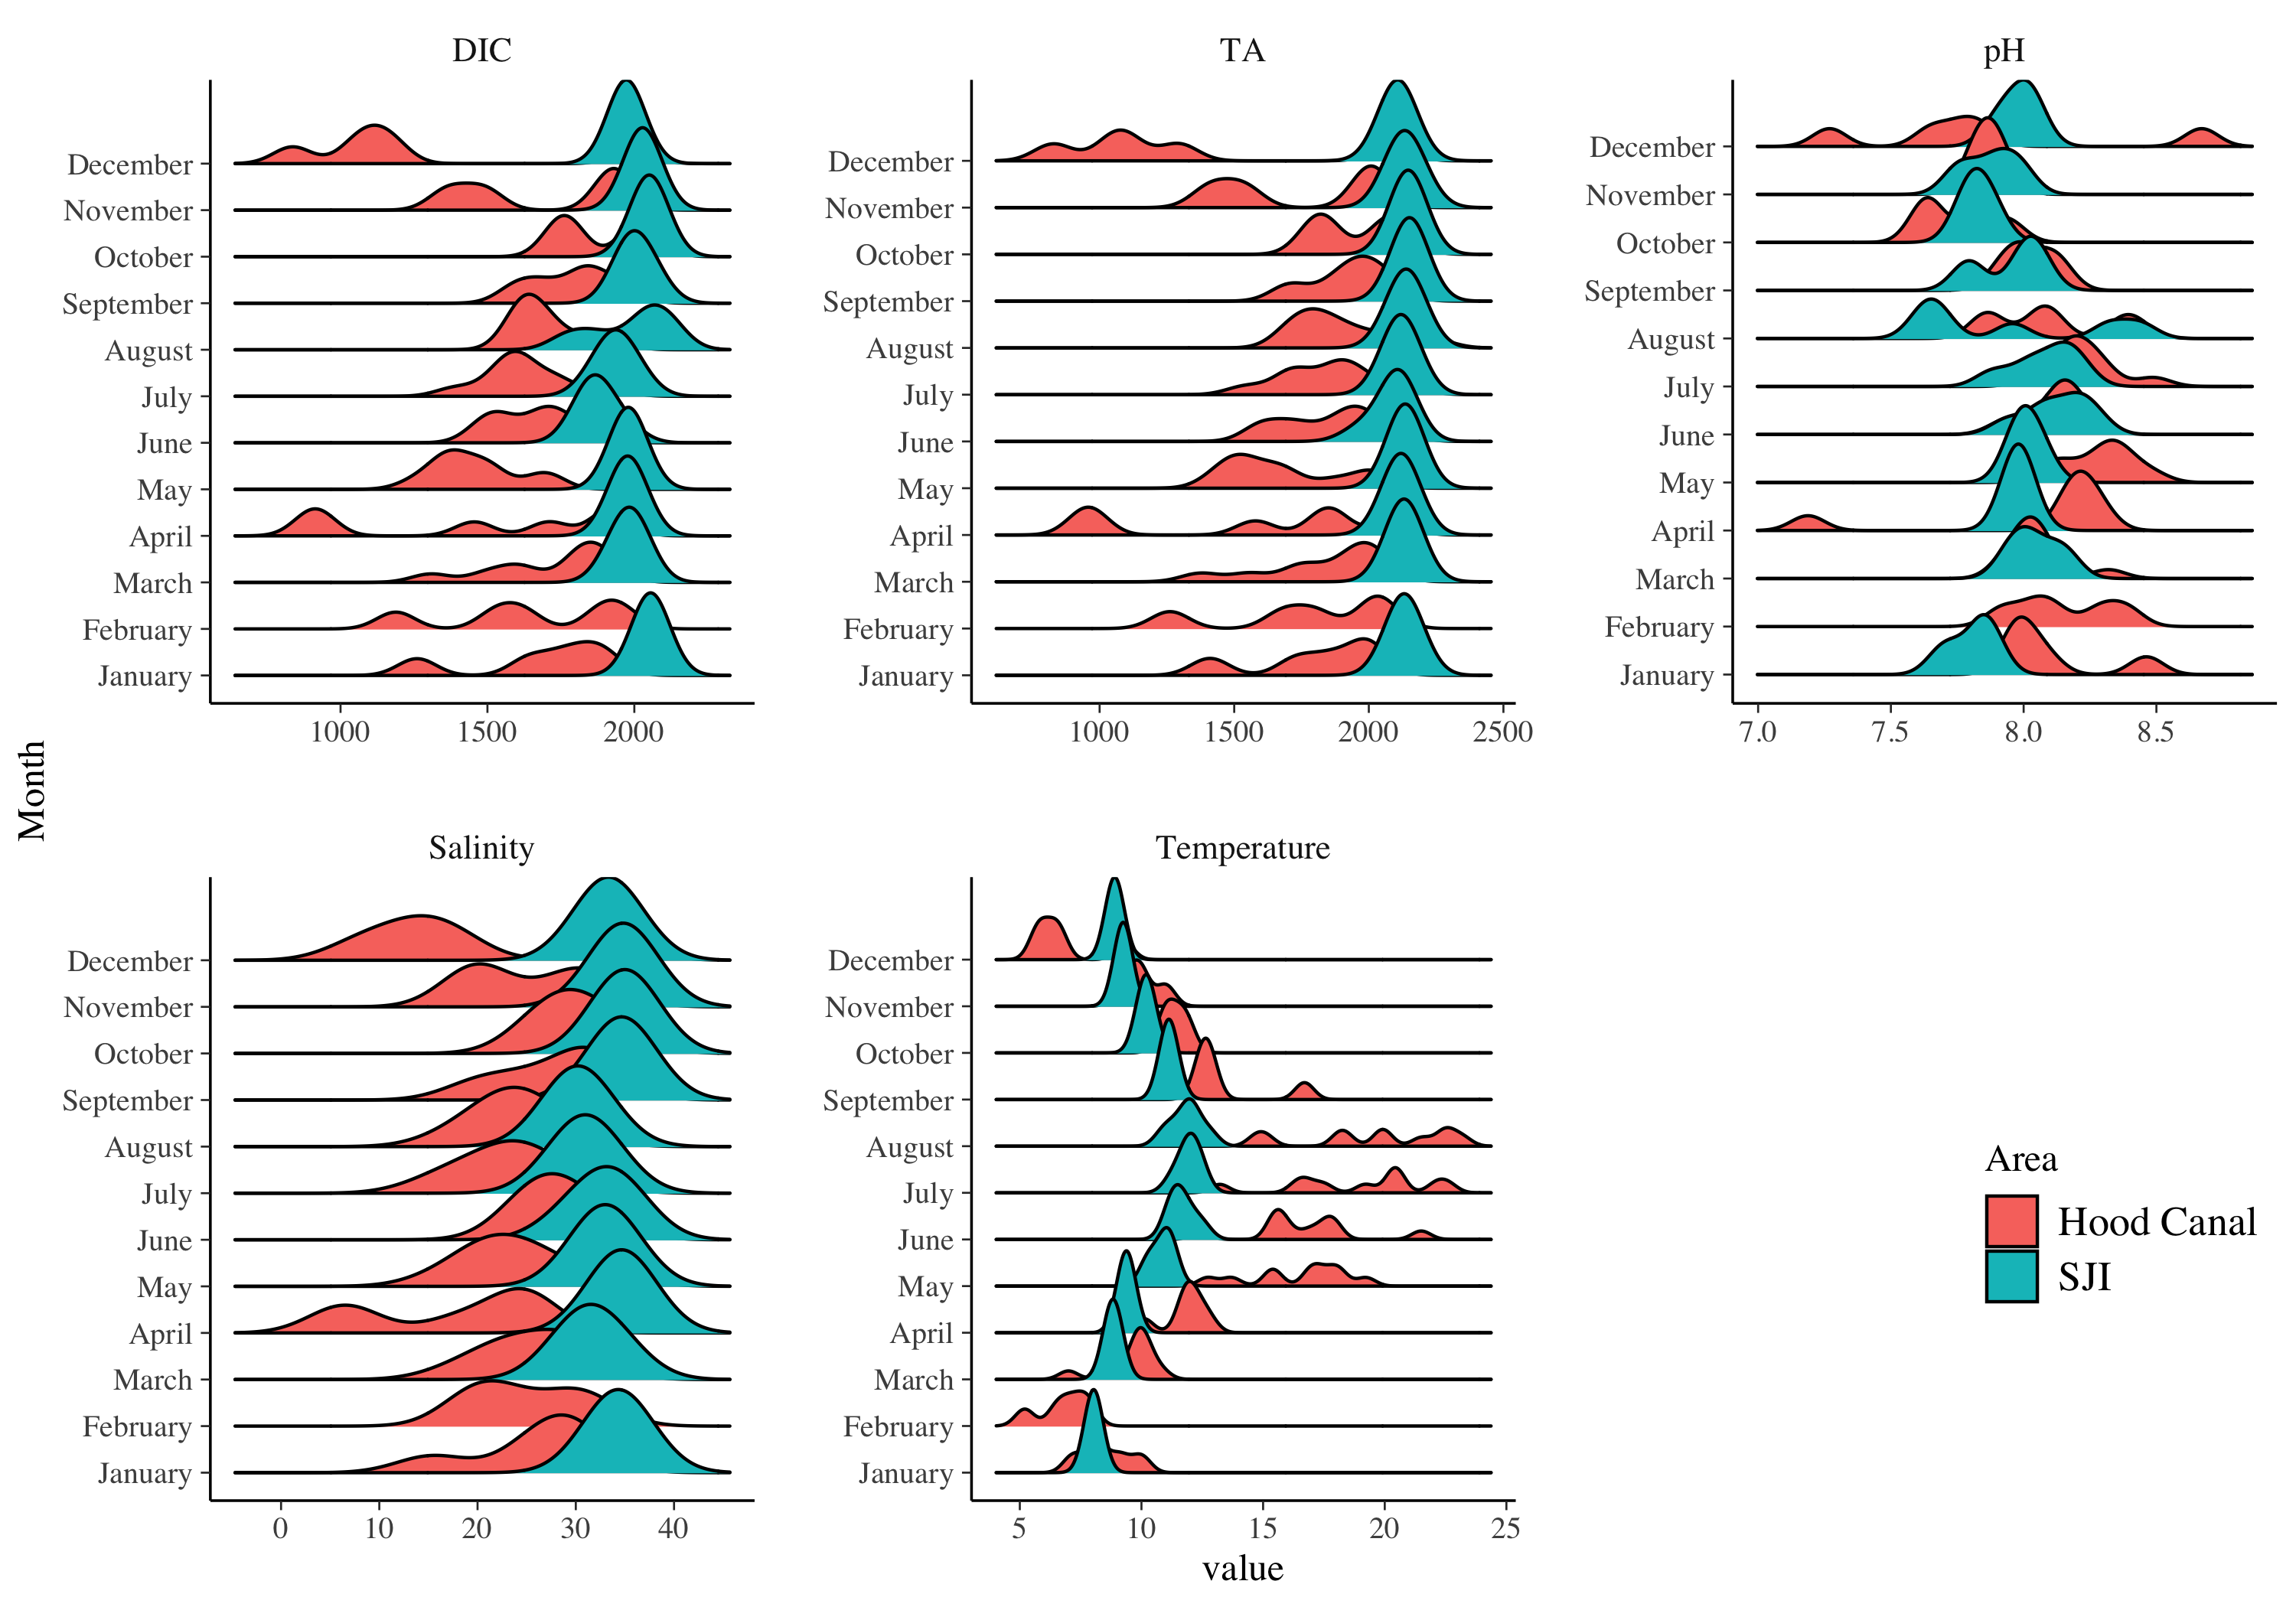 DIC
TA
pH
December
November
October
September
August
July
June
May
April
March
February
January
1000 1500 2000
December
November
October
September
August
July
June
May
April
March
February
January
1000 1500 2000 2500
December
November
October
September
August
July
June
May
April
March
February
January
7.0 7.5 8.0 8.5
Month
Salinity
Temperature
December
November
October
September
August
July
June
May
April
March
February
January
0 10 20 30 40
December
November
October
September
August
July
June
May
April
March
February
January
5 10 15 20 25
value
Area
Hood Canal
SJI